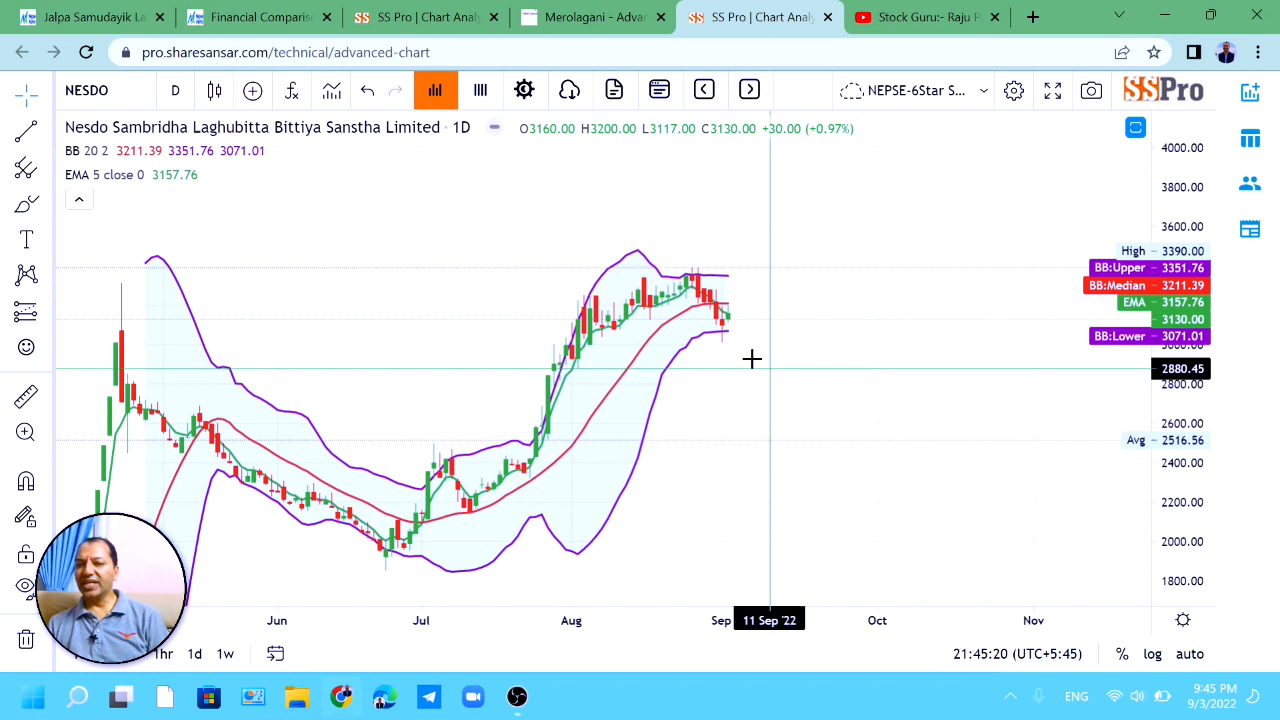 Jalpa Samudayik La
Financial Comparis
SS Pro | Chart Anal
Merolagani - Advar
SS Pro | Chart Analy
Stock Guru:- Raju P
pro.sharesansar.com/technical/advanced-chart
NESDO
D
NEPSE-6Star S...
SSPro
Nesdo Sambridha Laghubitta Bittiya Sanstha Limited · 1D
O3160.00 H3200.00 L3117.00 C3130.00 +30.00 (+0.97%)
BB 20 2 3211.39 3351.76 3071.01
EMA 5 close 0 3157.76
4000.00
3800.00
3600.00
High 3390.00
BB:Upper 3351.76
BB:Median 3211.39
EMA 3157.76
3130.00
BB:Lower 3071.01
3000.00
2880.45
2800.00
2600.00
Avg 2516.56
2400.00
2200.00
2000.00
1800.00
Jun
Jul
Aug
Sep
11 Sep '22
Oct
Nov
1hr 1d 1w
21:45:20 (UTC+5:45)
% log auto
ENG
9:45 PM
9/3/2022